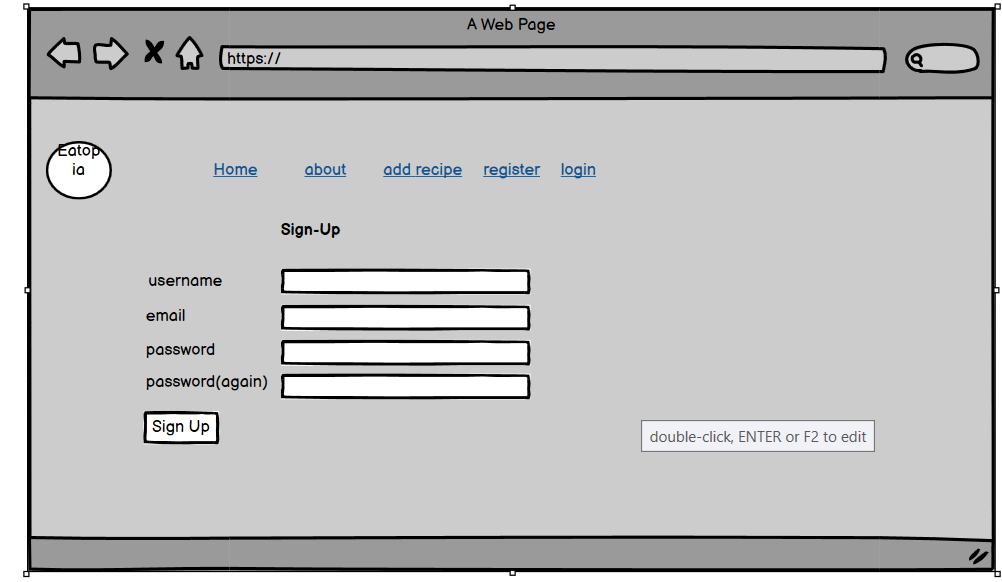 A Web Page
https://
Eatop
ia
Home about add recipe register login
Sign-Up
username
email
password
password(again)
Sign Up
double-click, ENTER or F2 to edit